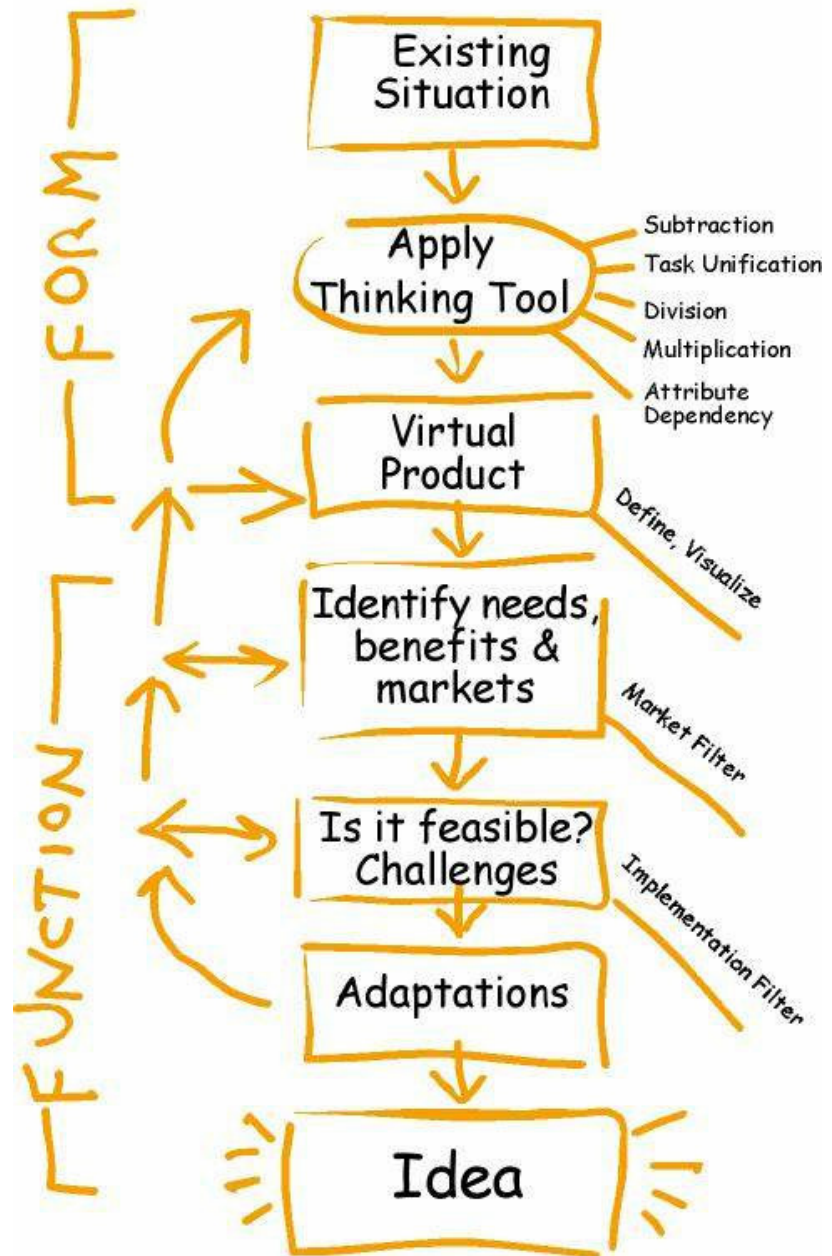 FORM
Existing
Situation
Apply
Thinking Tool
Subtraction
Task Unification
Division
Multiplication
Attribute
Dependency
Virtual
Product
Define, Visualize
FUNCTION
Identify needs,
benefits &
markets
Market Filter
Is it feasible?
Challenges
Implementation Filter
Adaptations
Idea